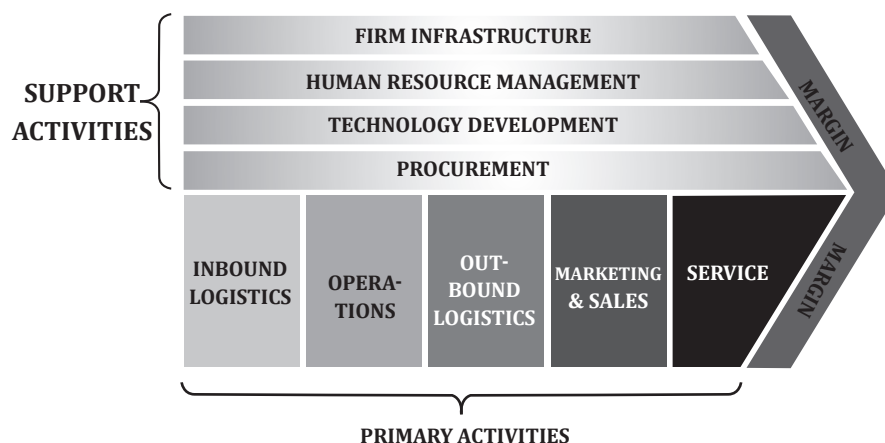 FIRM INFRASTRUCTURE
HUMAN RESOURCE MANAGEMENT
SUPPORT
ACTIVITIES
TECHNOLOGY DEVELOPMENT
PROCUREMENT
MARGIN
INBOUND
LOGISTICS
OPERA-
TIONS
OUT-
BOUND
LOGISTICS
MARKETING
& SALES
SERVICE
MARGIN
PRIMARY ACTIVITIES